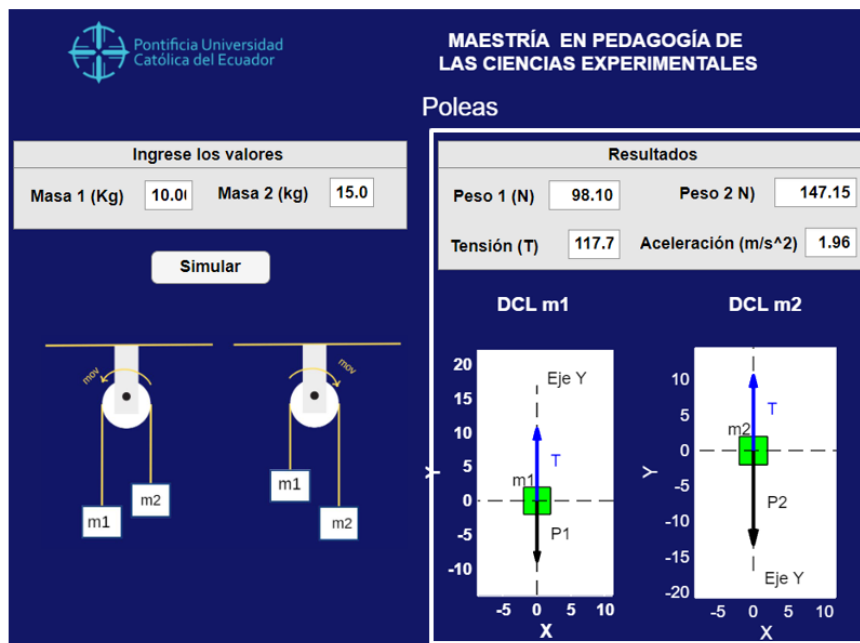 Pontificia Universidad
Católica del Ecuador
MAESTRÍA EN PEDAGOGÍA DE
LAS CIENCIAS EXPERIMENTALES
Poleas
Ingrese los valores
Masa 1 (Kg) 10.0 Masa 2 (kg) 15.0
Simular
mov
mov
m1
m2
m1
m2
Resultados
Peso 1 (N) 98.10 Peso 2 N) 147.15
Tensión (T) 117.7 Aceleración (m/s^2) 1.96
DCL m1
20
15
10
5
0
-5
-10
Y
Eje Y
T
m1
P1
-5 0 5 10
X
DCL m2
10
5
0
-5
-10
-15
-20
Y
T
m2
P2
Eje Y
-5 0 5 10
X